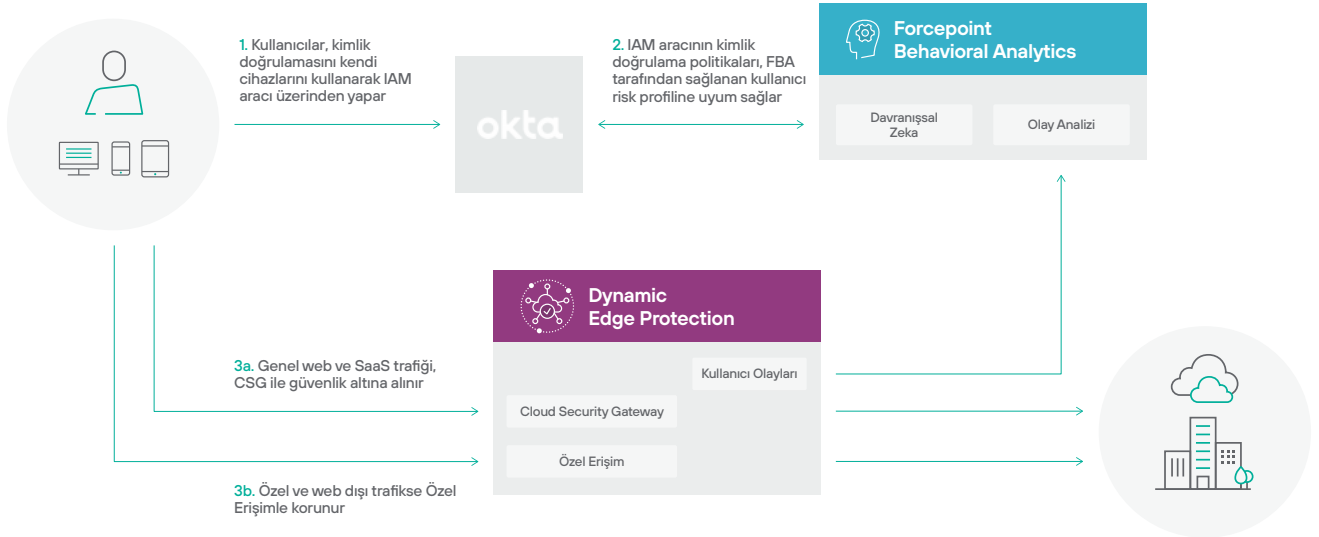 1. Kullanıcılar, kimlik
doğrulamasını kendi
cihazlarını kullanarak IAM
aracı üzerinden yapar
okta
2. IAM aracının kimlik
doğrulama politikaları, FBA
tarafından sağlanan kullanıcı
risk profiline uyum sağlar
Forcepoint
Behavioral Analytics
Davranışsal
Zeka
Olay Analizi
Dynamic
Edge Protection
3a. Genel web ve SaaS trafiği,
CSG ile güvenlik altına alınır
Kullanıcı Olayları
Cloud Security Gateway
Özel Erişim
3b. Özel ve web dışı trafikse Özel
Erişimle korunur